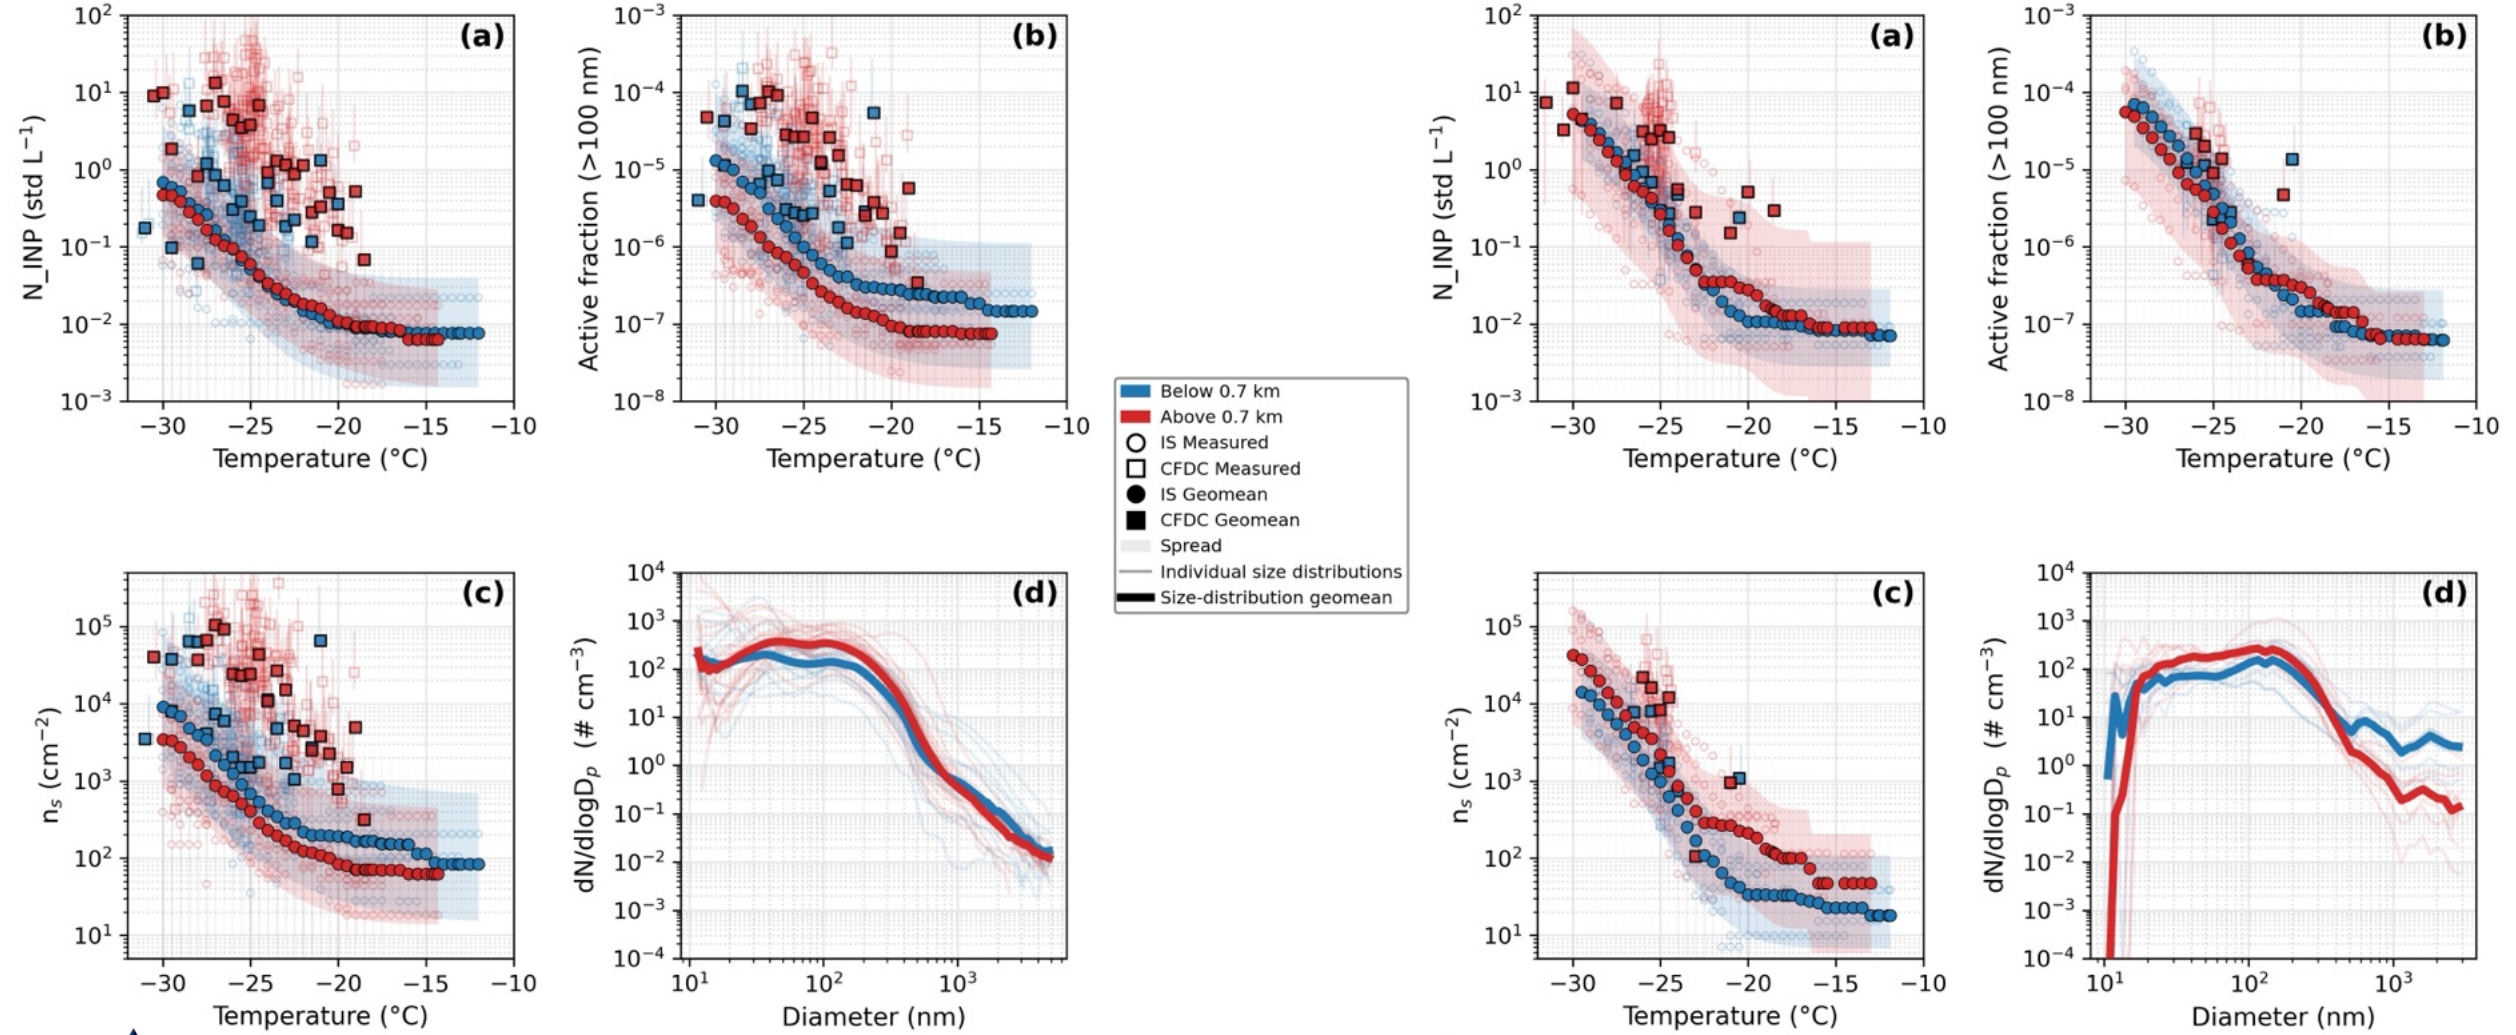 (a)
10²
10¹
10⁰
10⁻¹
10⁻²
10⁻³
N_INP (std L⁻¹)
−30 −25 −20 −15 −10
Temperature (°C)
(b)
10⁻³
10⁻⁴
10⁻⁵
10⁻⁶
10⁻⁷
10⁻⁸
Active fraction (>100 nm)
−30 −25 −20 −15 −10
Temperature (°C)
(c)
10⁵
10⁴
10³
10²
10¹
nₛ (cm⁻²)
−30 −25 −20 −15 −10
Temperature (°C)
(d)
10⁴
10³
10²
10¹
10⁰
10⁻¹
10⁻²
10⁻³
10⁻⁴
dN/dlogDₚ (# cm⁻³)
10¹ 10² 10³
Diameter (nm)
Below 0.7 km
Above 0.7 km
IS Measured
CFDC Measured
IS Geomean
CFDC Geomean
Spread
Individual size distributions
Size-distribution geomean
(a)
10²
10¹
10⁰
10⁻¹
10⁻²
10⁻³
N_INP (std L⁻¹)
−30 −25 −20 −15 −10
Temperature (°C)
(b)
10⁻³
10⁻⁴
10⁻⁵
10⁻⁶
10⁻⁷
10⁻⁸
Active fraction (>100 nm)
−30 −25 −20 −15 −10
Temperature (°C)
(c)
10⁵
10⁴
10³
10²
10¹
nₛ (cm⁻²)
−30 −25 −20 −15 −10
Temperature (°C)
(d)
10⁴
10³
10²
10¹
10⁰
10⁻¹
10⁻²
10⁻³
10⁻⁴
dN/dlogDₚ (# cm⁻³)
10¹ 10² 10³
Diameter (nm)